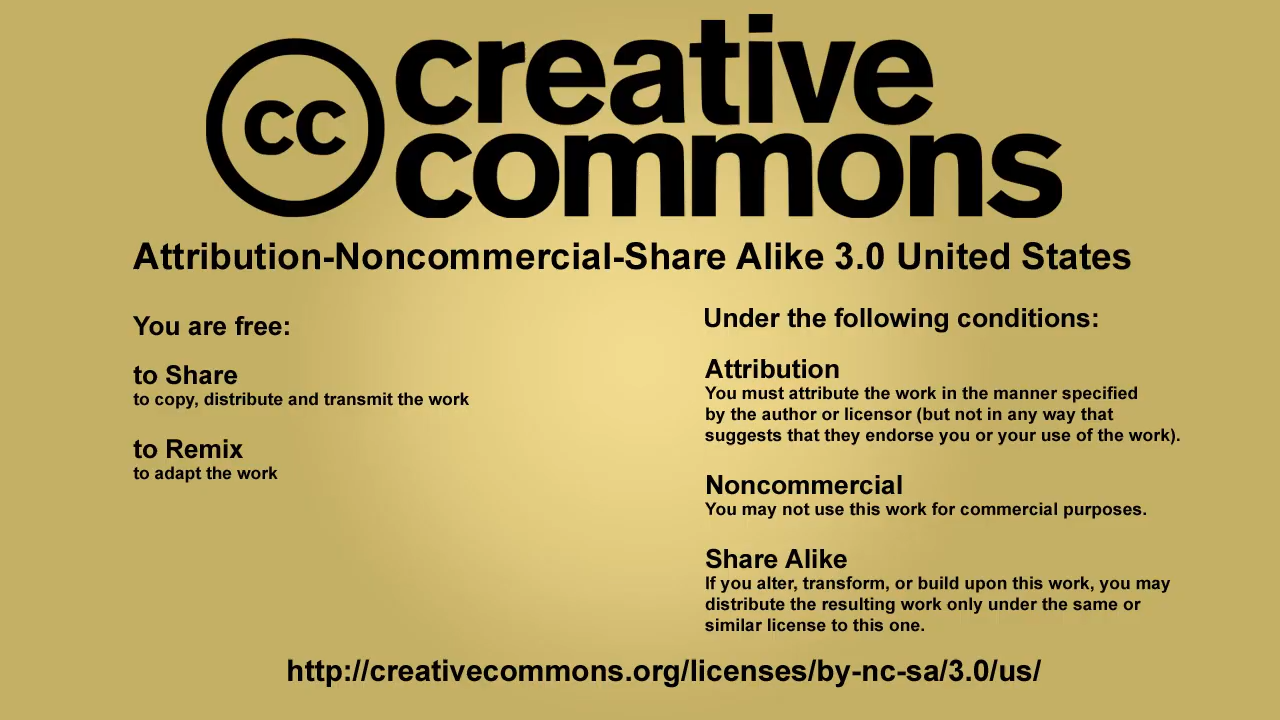 cc creative
commons
Attribution-Noncommercial-Share Alike 3.0 United States
You are free:
to Share
to copy, distribute and transmit the work
to Remix
to adapt the work
Under the following conditions:
Attribution
You must attribute the work in the manner specified
by the author or licensor (but not in any way that
suggests that they endorse you or your use of the work).
Noncommercial
You may not use this work for commercial purposes.
Share Alike
If you alter, transform, or build upon this work, you may
distribute the resulting work only under the same or
similar license to this one.
http://creativecommons.org/licenses/by-nc-sa/3.0/us/